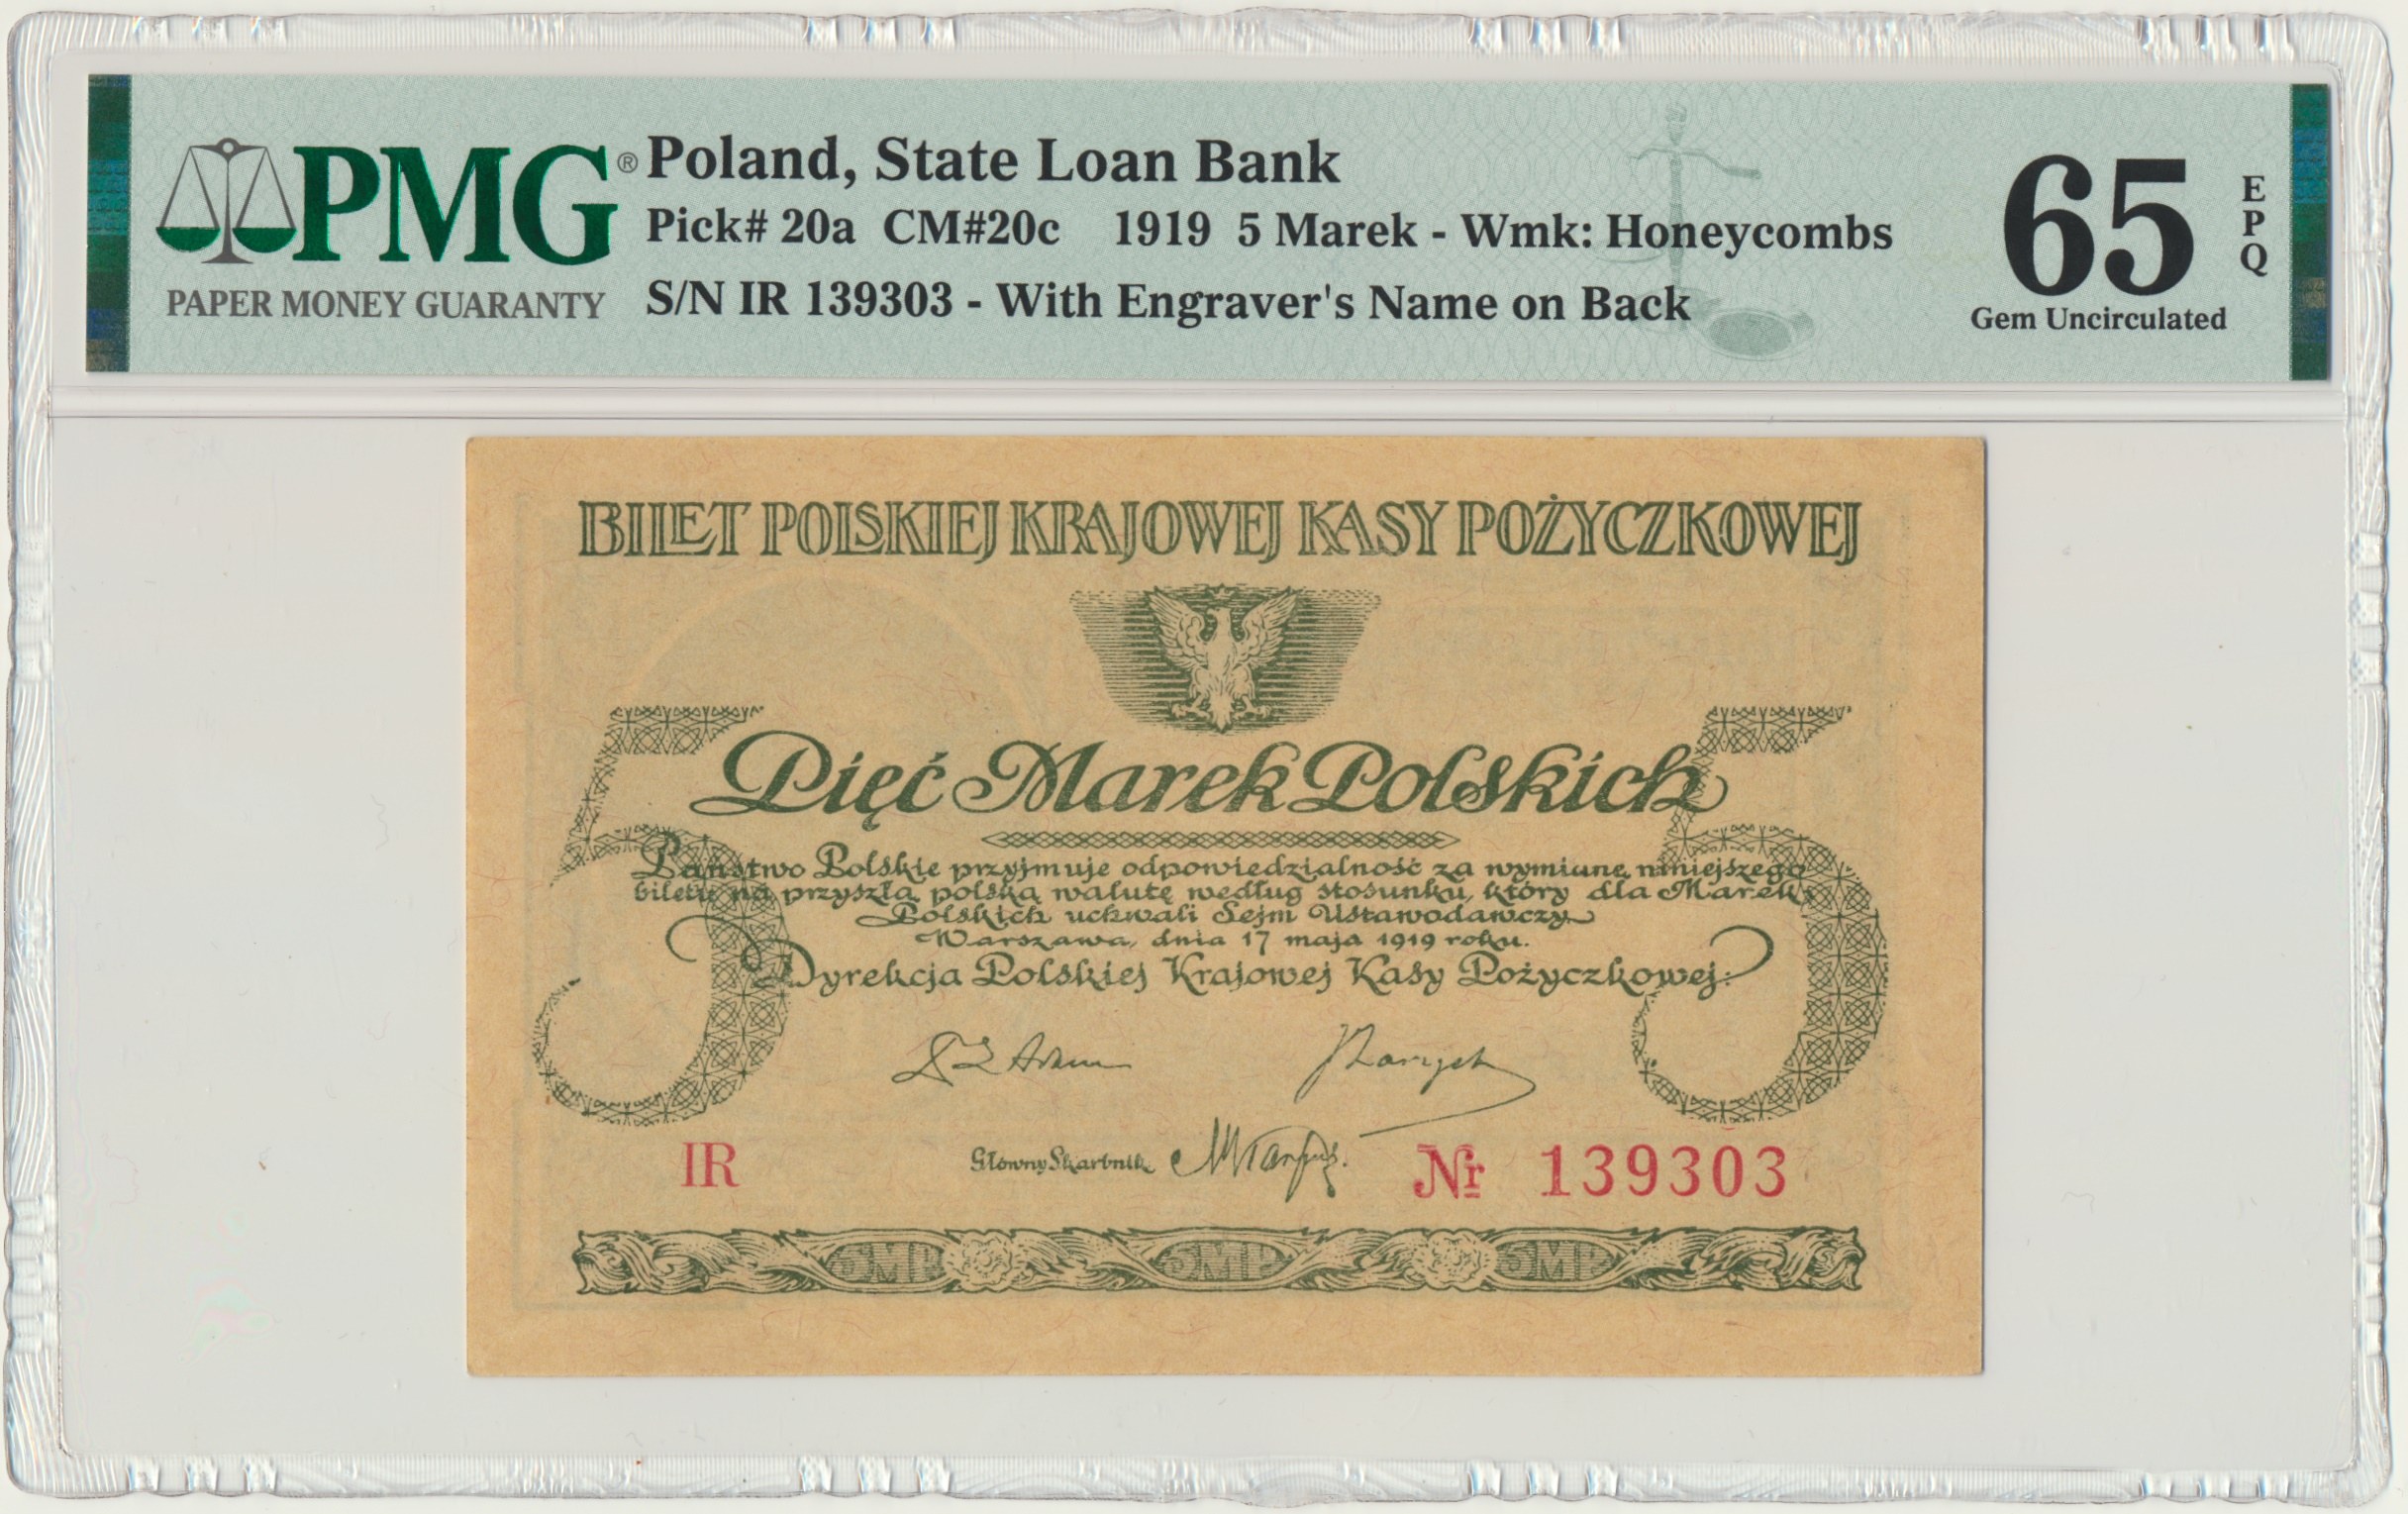 PMG®
PAPER MONEY GUARANTY
Poland, State Loan Bank
Pick# 20a CM#20c 1919 5 Marek - Wmk: Honeycombs
S/N IR 139303 - With Engraver's Name on Back
65
EPQ
Gem Uncirculated
BILET POLSKIEJ KRAJOWEJ KASY POŻYCZKOWEJ
5 5
Pięć Marek Polskich
Państwo Polskie przyjmuje odpowiedzialność za wymianę niniejszego
biletu na przyszłą polską walutę według stosunku, który dla Marek
Polskich uchwali Sejm Ustawodawczy
Warszawa, dnia 17 maja 1919 roku.
Dyrekcja Polskiej Krajowej Kasy Pożyczkowej:
IR
Główny Skarbnik
Nr 139303
5MP 5MP 5MP